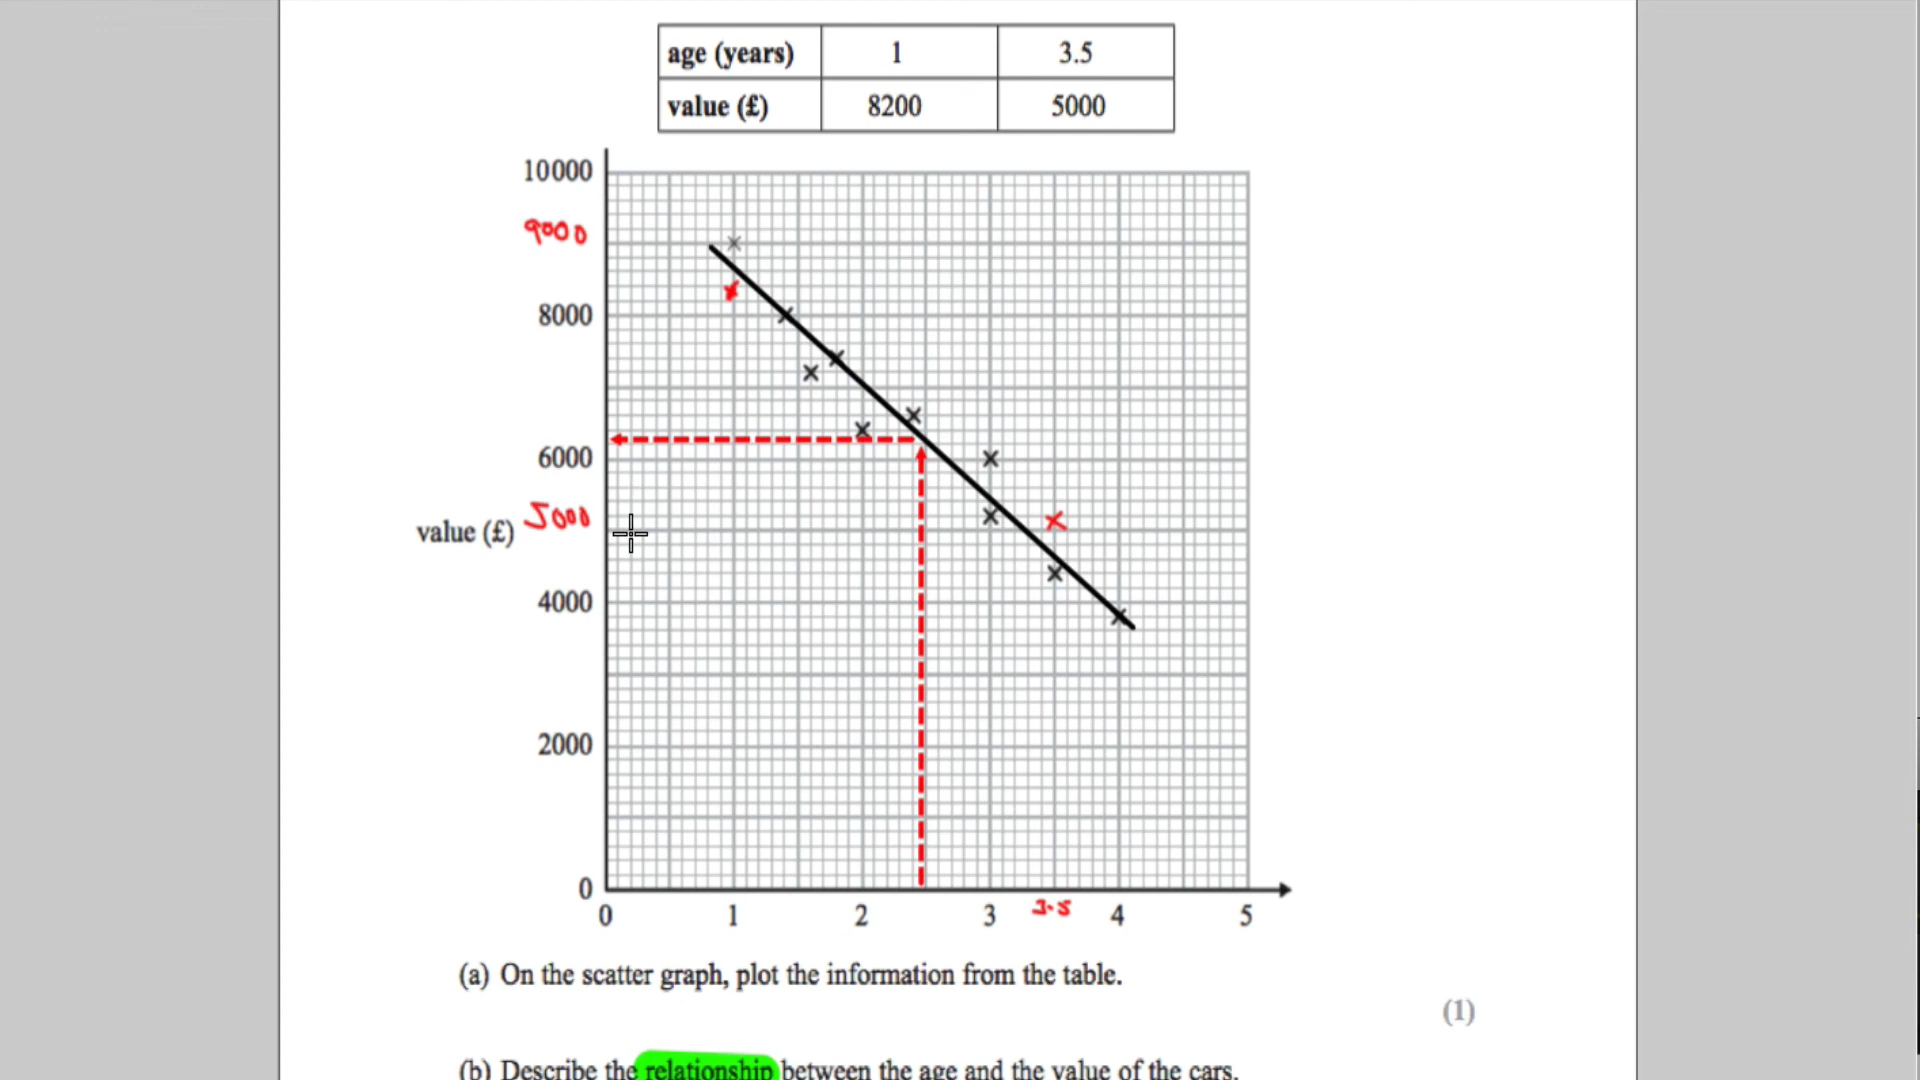 age (years) 1 3.5
value (£) 8200 5000
10000
9000
8000
6000
value (£) 5000
4000
2000
0
0 1 2 3 3.5 4 5
(a) On the scatter graph, plot the information from the table.
(1)
(b) Describe the relationship between the age and the value of the cars.